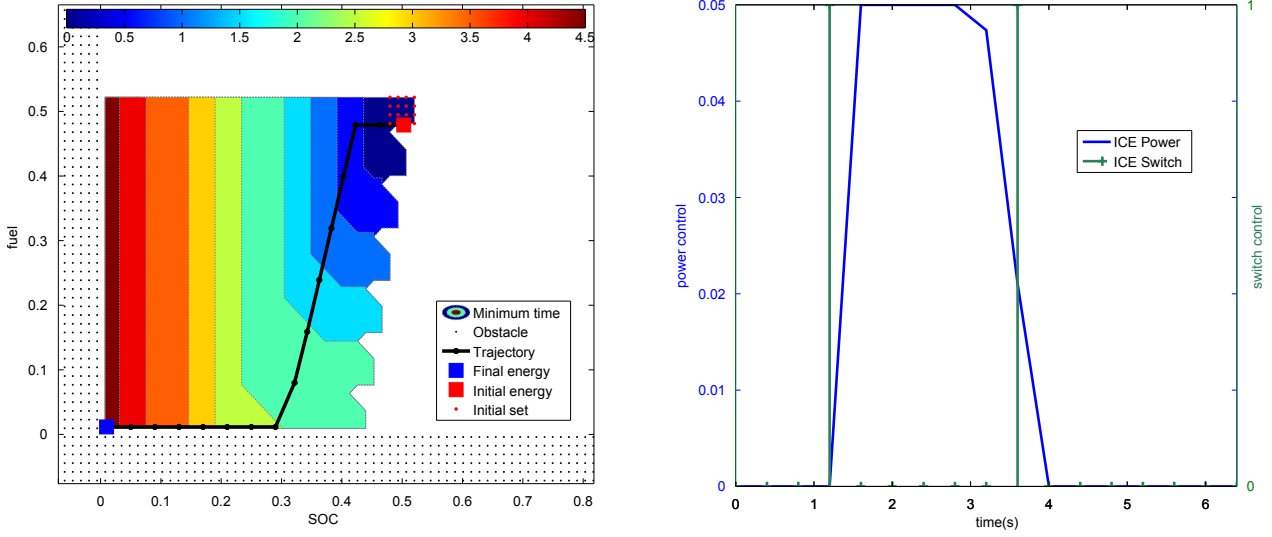 0 0.5 1 1.5 2 2.5 3 3.5 4 4.5
0.6
0.5
0.4
0.3
0.2
0.1
0
fuel
0 0.1 0.2 0.3 0.4 0.5 0.6 0.7 0.8
SOC
Minimum time
Obstacle
Trajectory
Final energy
Initial energy
Initial set
0.05
0.04
0.03
0.02
0.01
0
power control
0 1 2 3 4 5 6
time(s)
1
0
switch control
ICE Power
ICE Switch